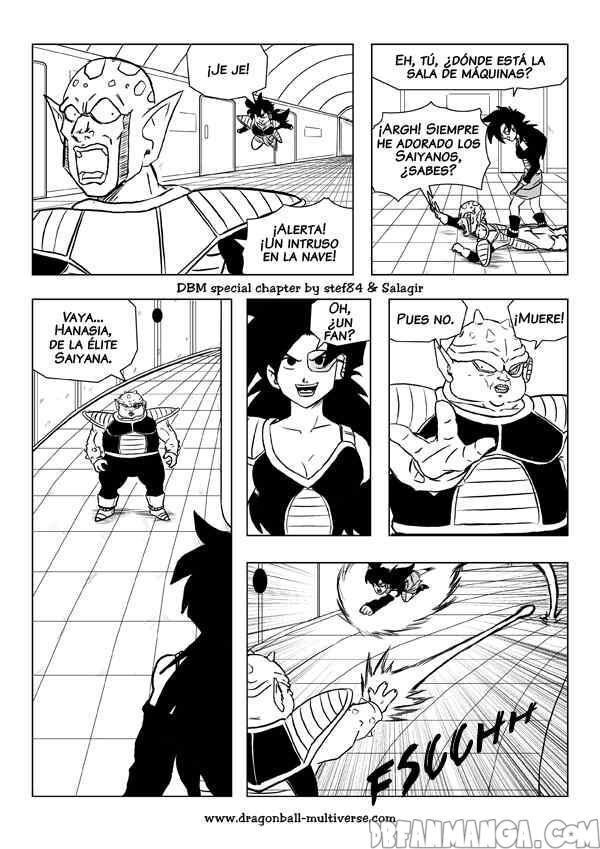 ¡JE JE!
¡ALERTA!
¡UN INTRUSO
EN LA NAVE!
EH, TÚ, ¿DÓNDE ESTÁ LA
SALA DE MÁQUINAS?
¡ARGH! SIEMPRE
HE ADORADO LOS
SAIYANOS,
¿SABES?
DBM special chapter by stef84 & Salagir
VAYA...
HANASIA,
DE LA ÉLITE
SAIYANA.
OH,
¿UN
FAN?
PUES NO.
¡MUERE!
FSCCHH
www.dragonball-multiverse.com
DBFANMANGA.COM